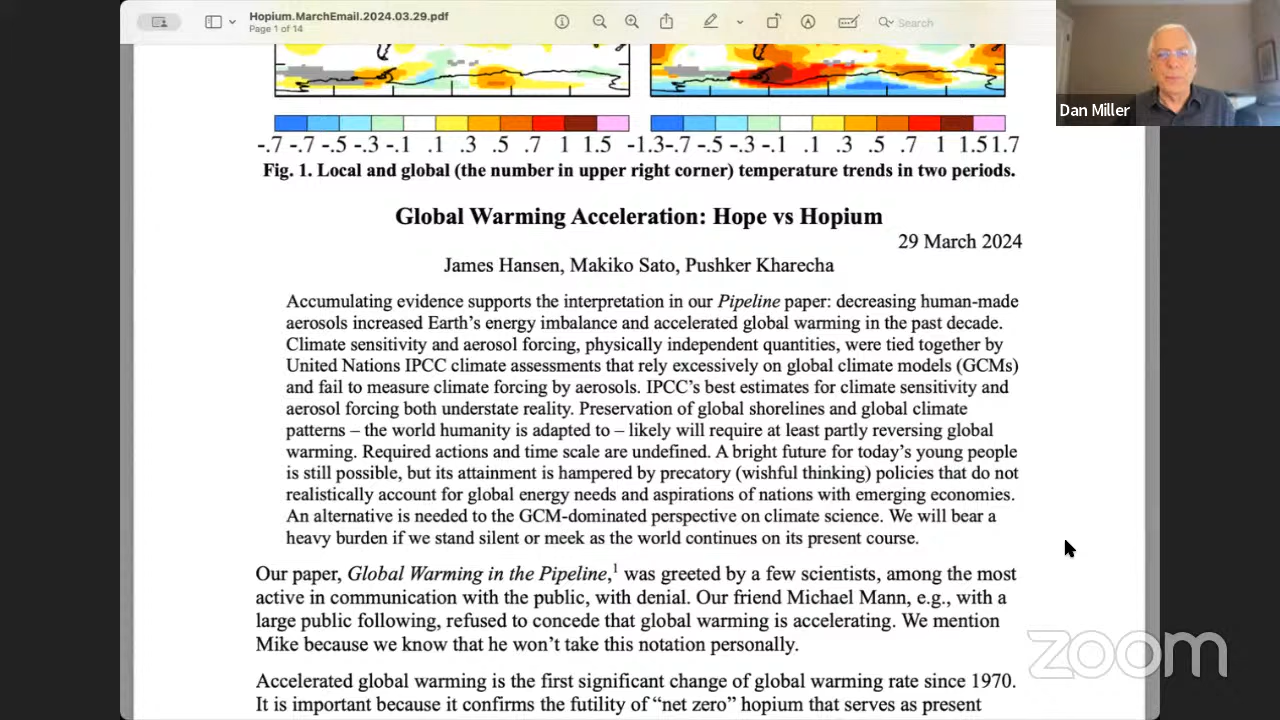 Hopium.MarchEmail.2024.03.29.pdf
Page 1 of 14
Search
Dan Miller
-.7 -.5 -.3 -.1 .1 .3 .5 .7 1 1.5 -1.3-.7 -.5 -.3 -.1 .1 .3 .5 .7 1 1.5 1.7
Fig. 1. Local and global (the number in upper right corner) temperature trends in two periods.
Global Warming Acceleration: Hope vs Hopium
29 March 2024
James Hansen, Makiko Sato, Pushker Kharecha
Accumulating evidence supports the interpretation in our Pipeline paper: decreasing human-made
aerosols increased Earth's energy imbalance and accelerated global warming in the past decade.
Climate sensitivity and aerosol forcing, physically independent quantities, were tied together by
United Nations IPCC climate assessments that rely excessively on global climate models (GCMs)
and fail to measure climate forcing by aerosols. IPCC's best estimates for climate sensitivity and
aerosol forcing both understate reality. Preservation of global shorelines and global climate
patterns – the world humanity is adapted to – likely will require at least partly reversing global
warming. Required actions and time scale are undefined. A bright future for today's young people
is still possible, but its attainment is hampered by precatory (wishful thinking) policies that do not
realistically account for global energy needs and aspirations of nations with emerging economies.
An alternative is needed to the GCM-dominated perspective on climate science. We will bear a
heavy burden if we stand silent or meek as the world continues on its present course.
Our paper, Global Warming in the Pipeline,1 was greeted by a few scientists, among the most
active in communication with the public, with denial. Our friend Michael Mann, e.g., with a
large public following, refused to concede that global warming is accelerating. We mention
Mike because we know that he won't take this notation personally.
Accelerated global warming is the first significant change of global warming rate since 1970.
It is important because it confirms the futility of "net zero" hopium that serves as present
zoom